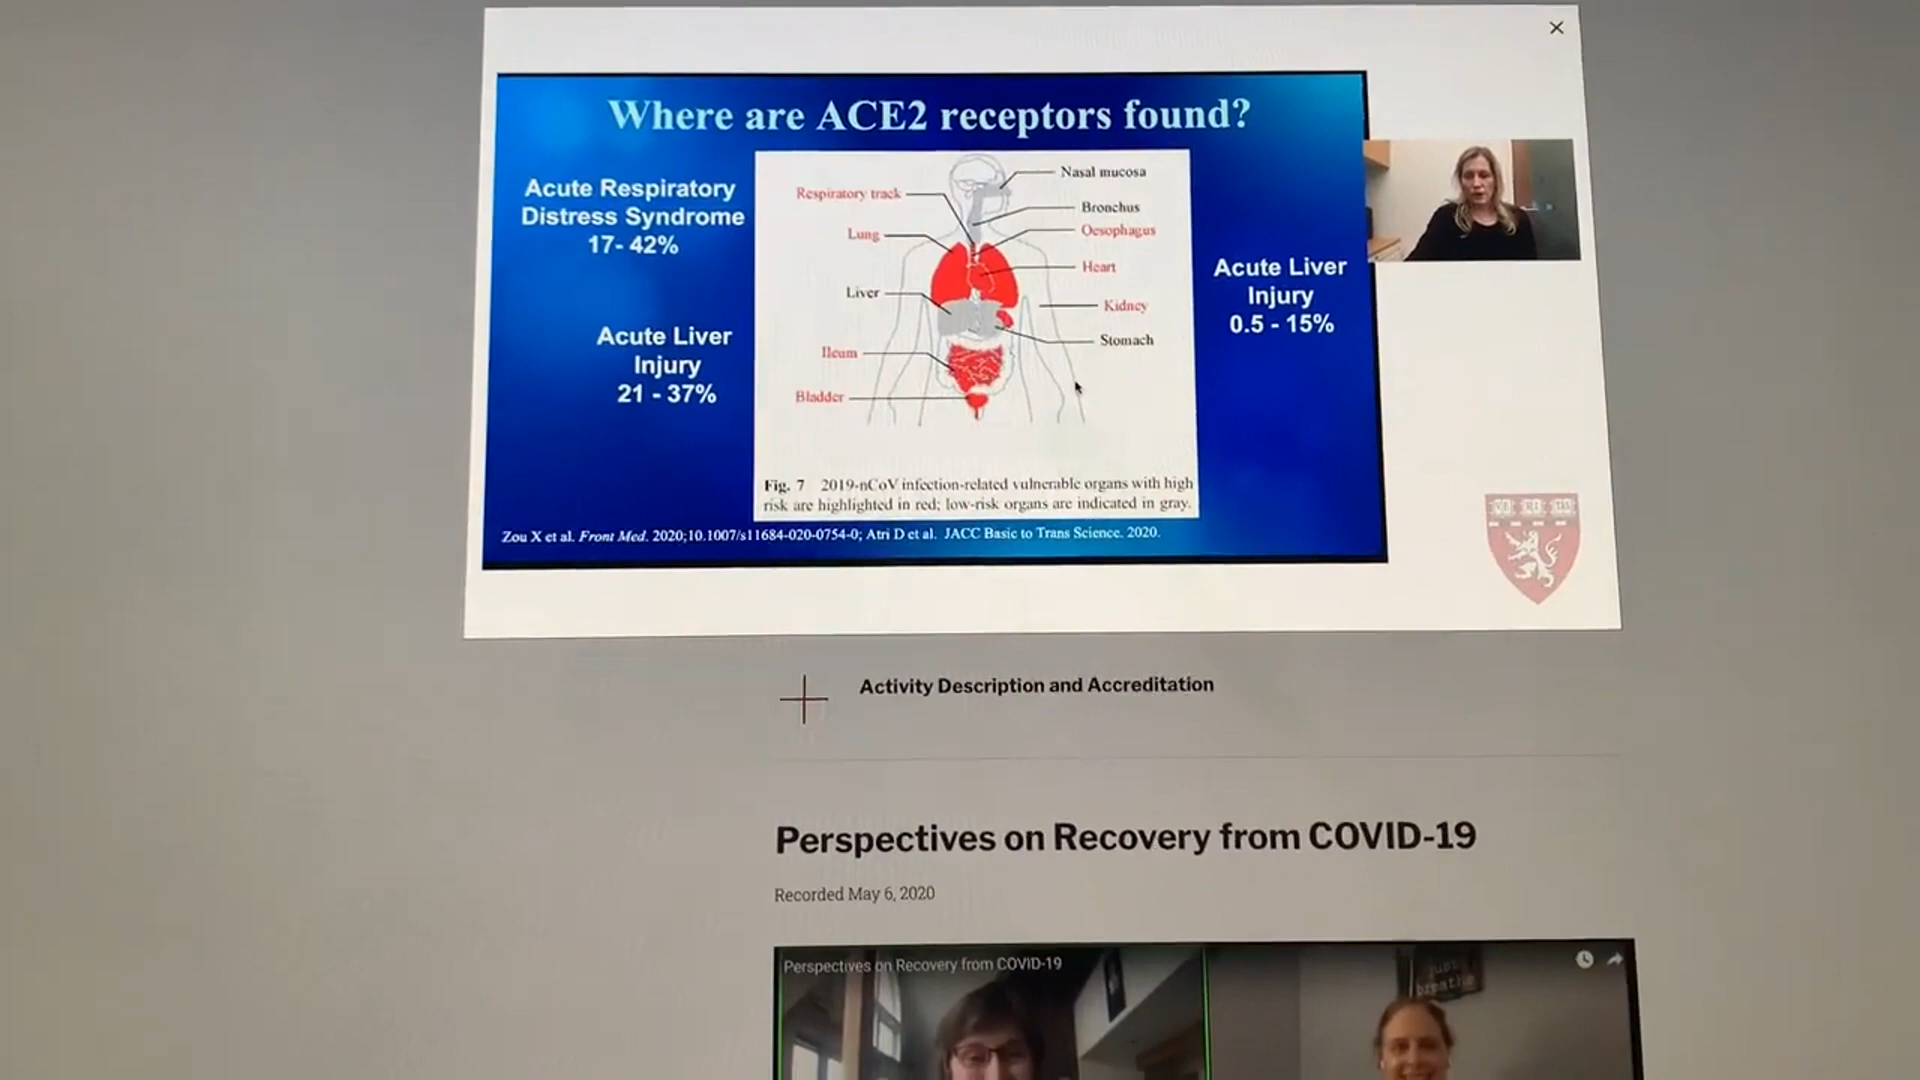 Where are ACE2 receptors found?
Acute Respiratory
Distress Syndrome
17- 42%
Acute Liver
Injury
21 - 37%
Respiratory track
Lung
Liver
Ileum
Bladder
Nasal mucosa
Bronchus
Oesophagus
Heart
Kidney
Stomach
Fig. 7 2019-nCoV infection-related vulnerable organs with high
risk are highlighted in red; low-risk organs are indicated in gray.
Acute Liver
Injury
0.5 - 15%
Zou X et al. Front Med. 2020;10.1007/s11684-020-0754-0; Atri D et al. JACC Basic to Trans Science. 2020.
Activity Description and Accreditation
Perspectives on Recovery from COVID-19
Recorded May 6, 2020
Perspectives on Recovery from COVID-19
just
breathe